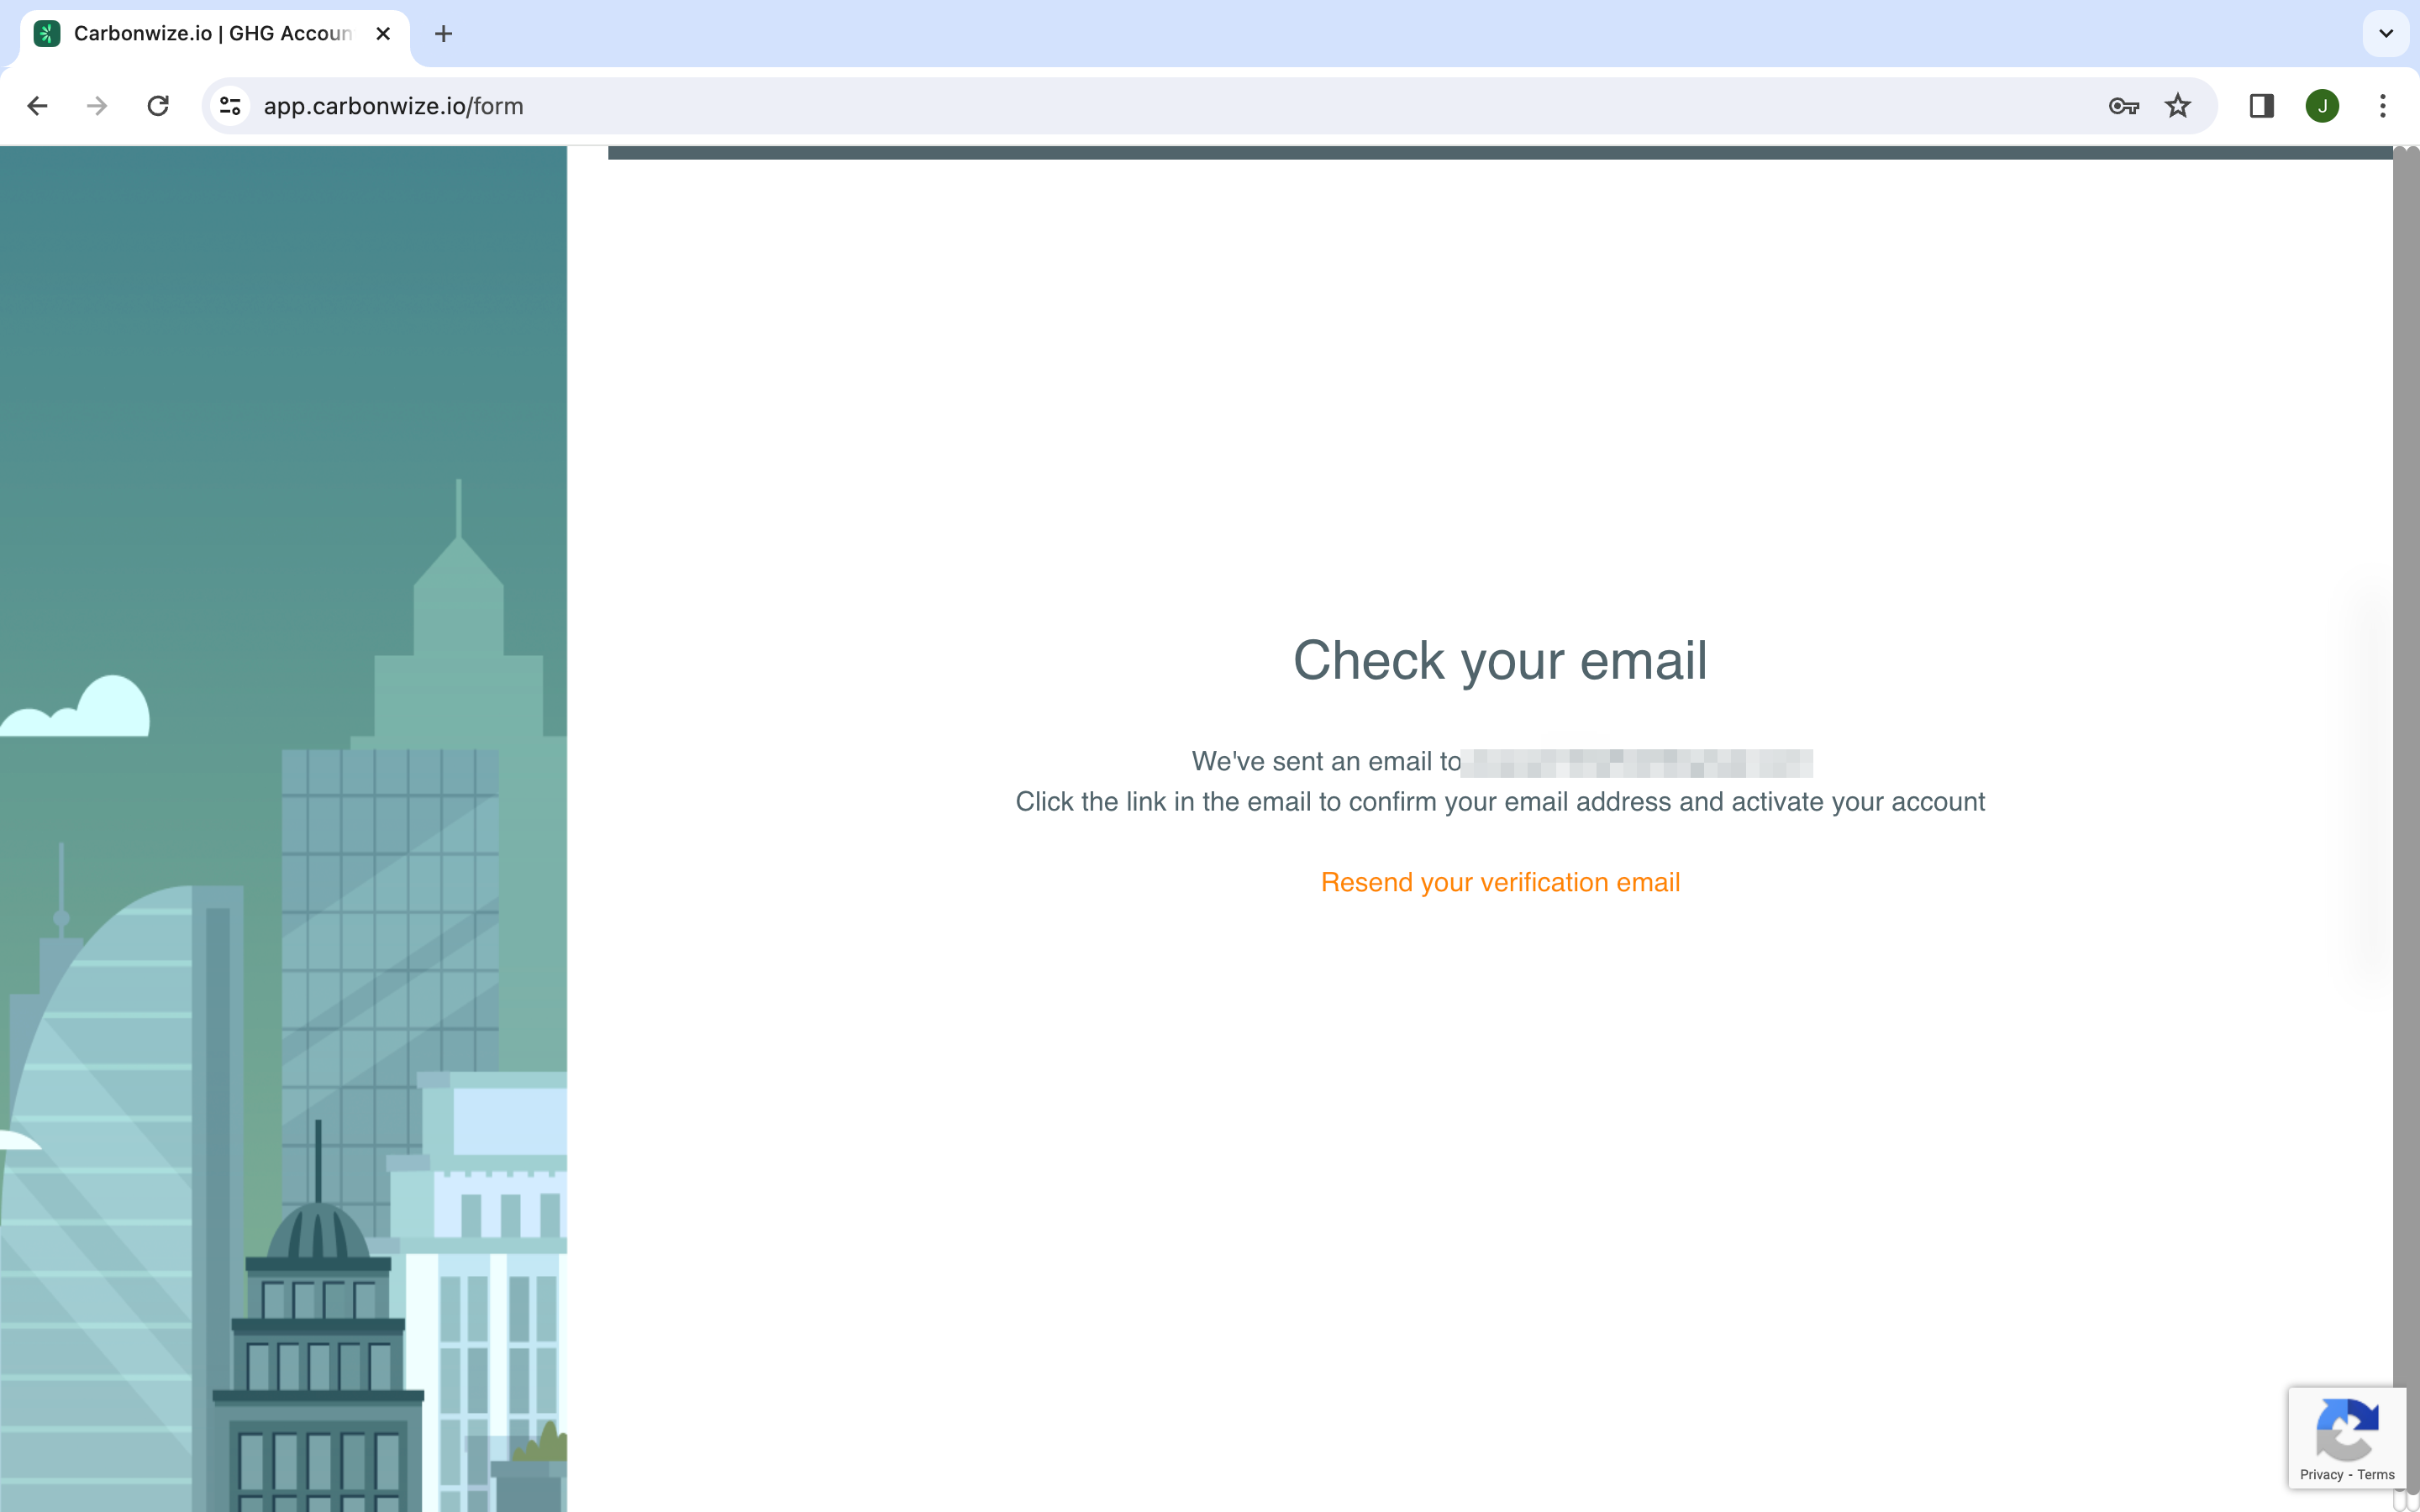 Carbonwize.io | GHG Accoun
app.carbonwize.io/form
J
Check your email
We've sent an email to
Click the link in the email to confirm your email address and activate your account
Resend your verification email
Privacy - Terms